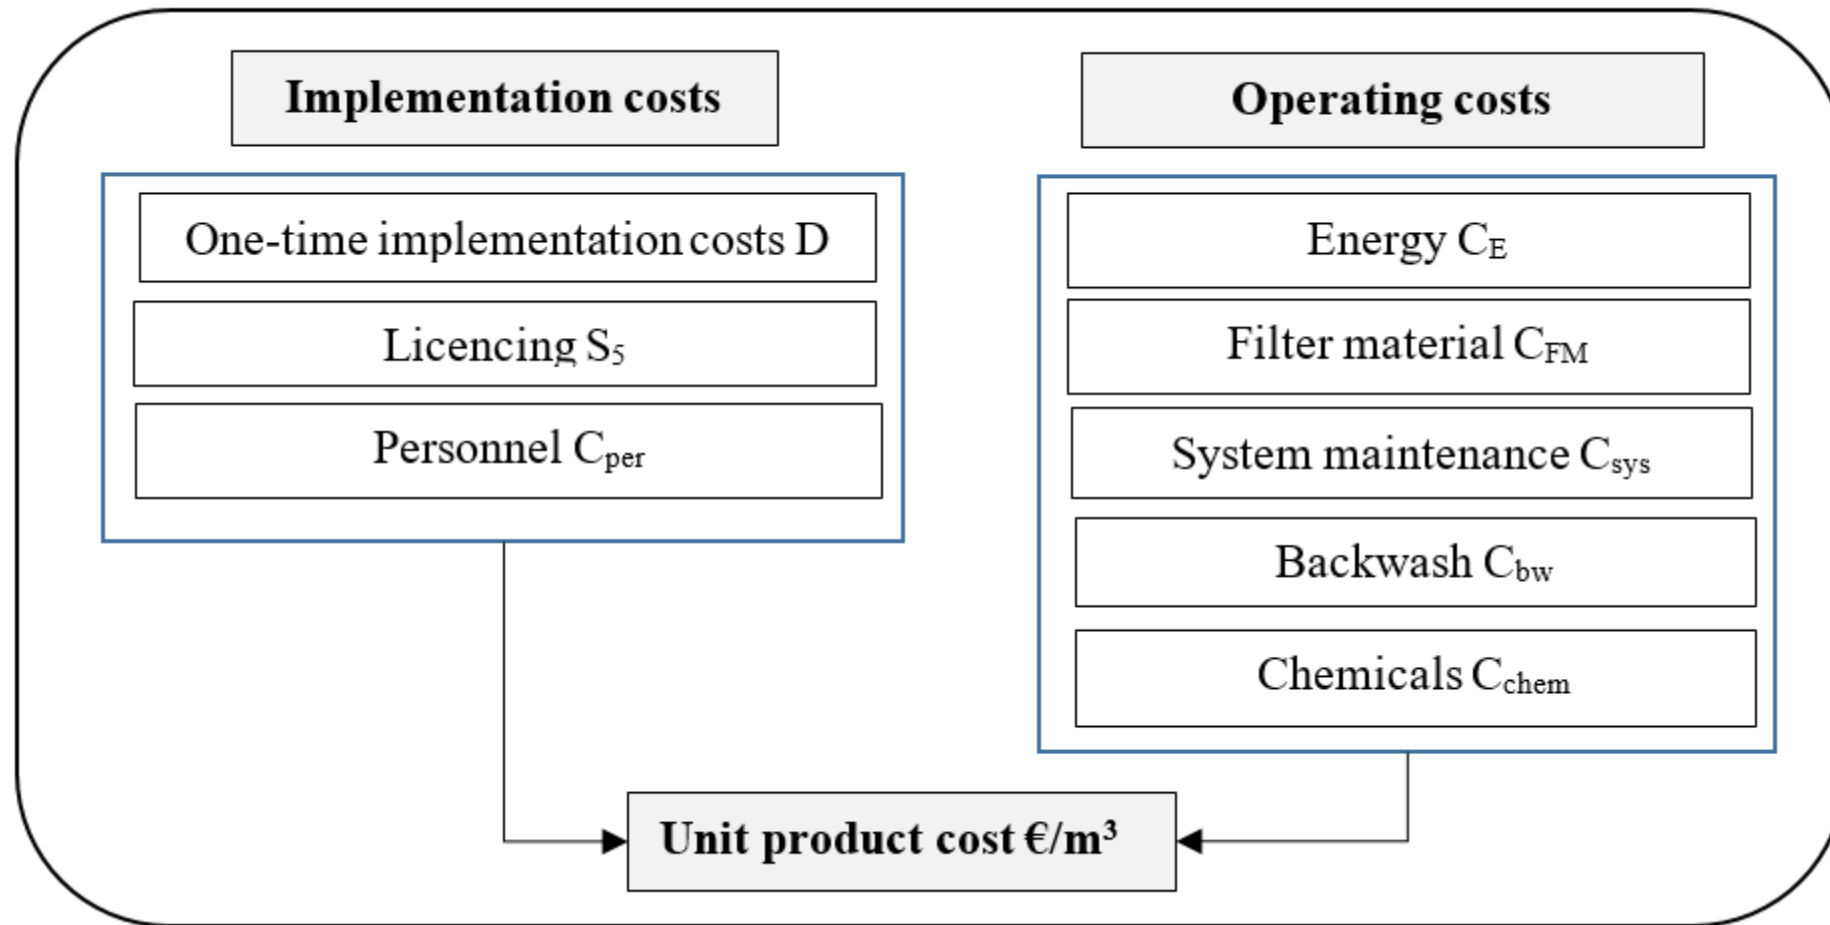 Implementation costs
One-time implementation costs D
Licencing S₅
Personnel Cper
Operating costs
Energy CE
Filter material CFM
System maintenance Csys
Backwash Cbw
Chemicals Cchem
Unit product cost €/m³